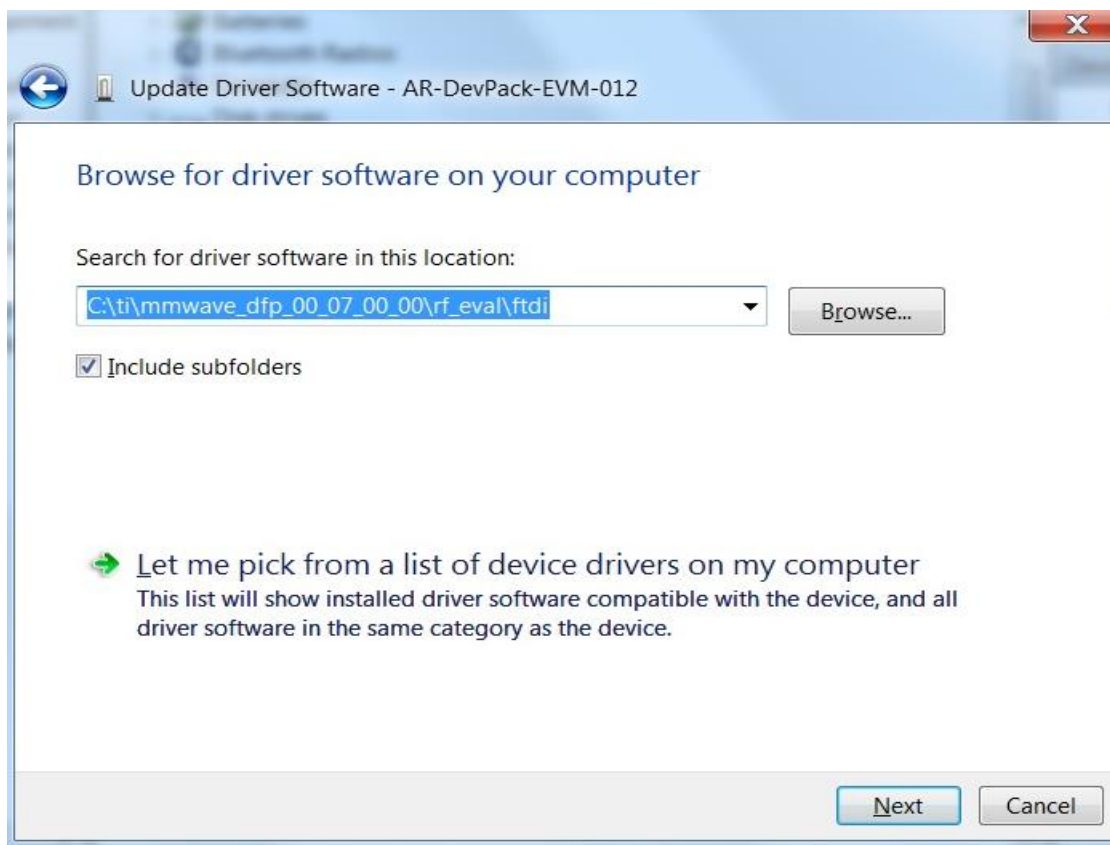 Bluetooth Radios
Update Driver Software - AR-DevPack-EVM-012
Browse for driver software on your computer
Search for driver software in this location:
C:\ti\mmwave_dfp_00_07_00_00\rf_eval\ftdi
Browse...
Include subfolders
Let me pick from a list of device drivers on my computer
This list will show installed driver software compatible with the device, and all
driver software in the same category as the device.
Next
Cancel